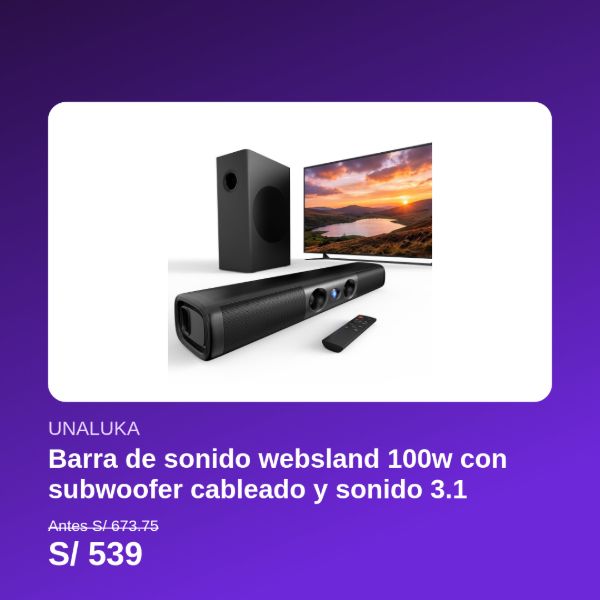 UNALUKA
Barra de sonido websland 100w con
subwoofer cableado y sonido 3.1
Antes S/ 673.75
S/ 539